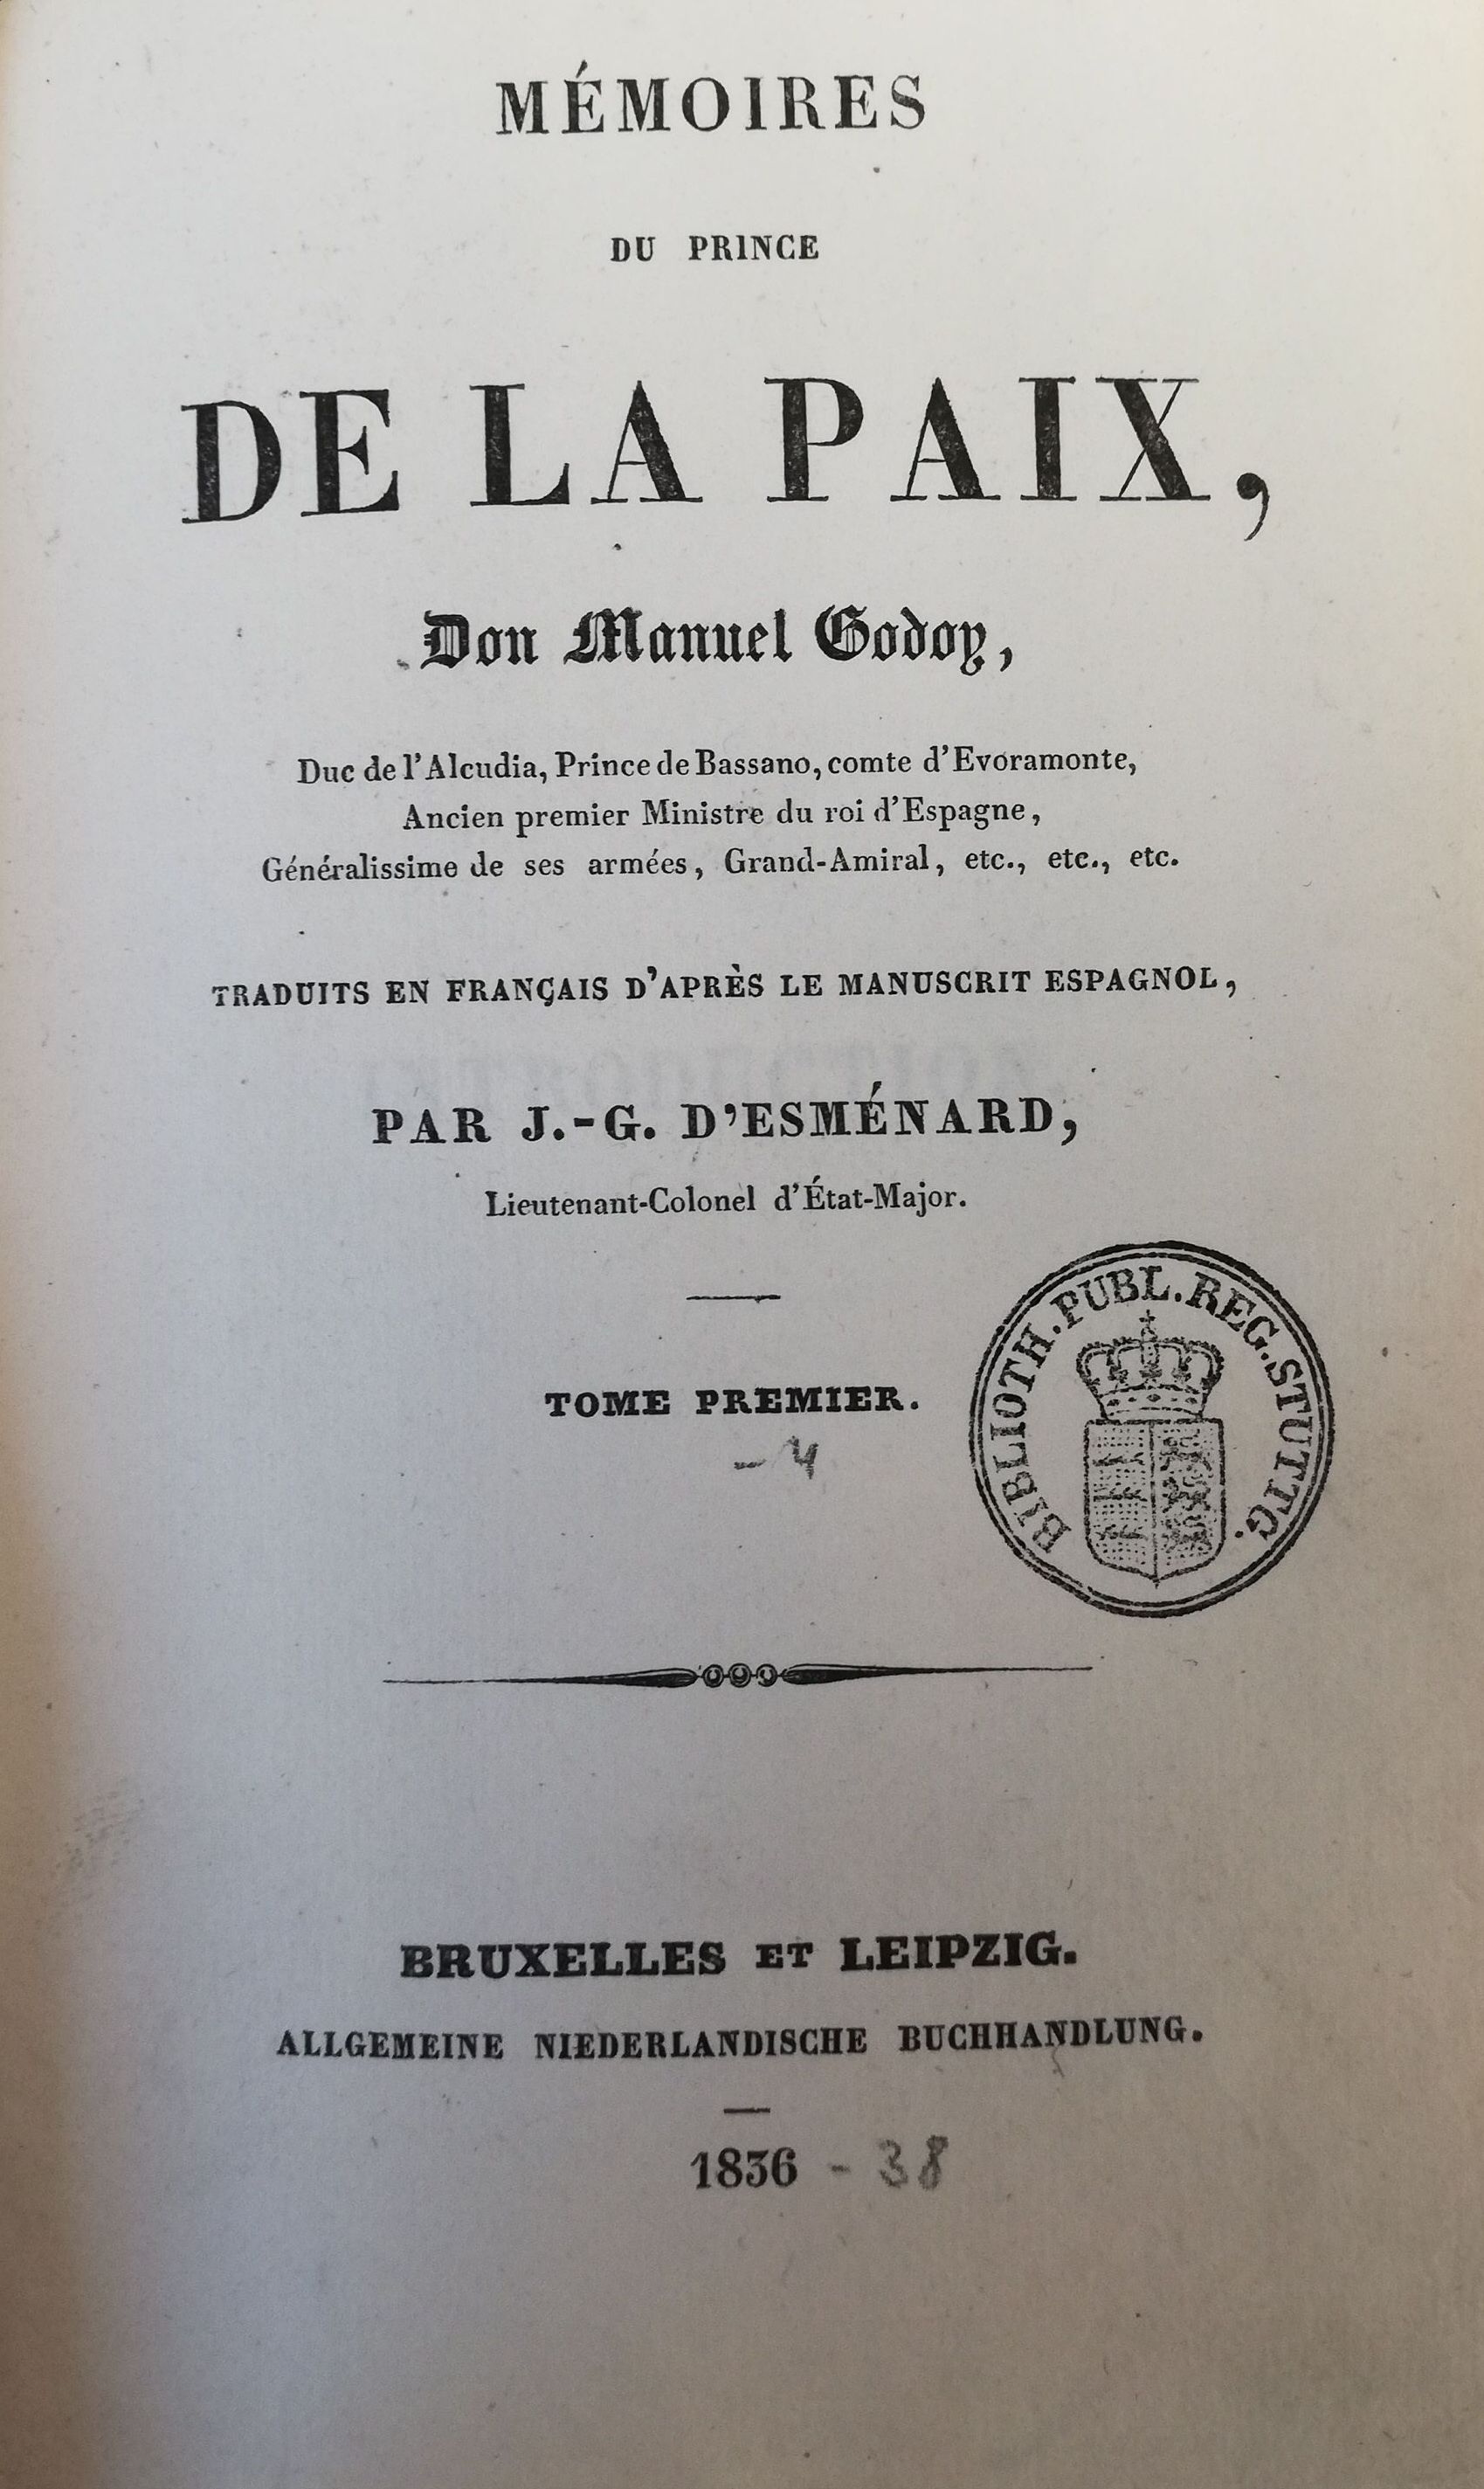 MÉMOIRES
DU PRINCE
DE LA PAIX,
Don Manuel Godoy,
Duc de l'Alcudia, Prince de Bassano, comte d'Evoramonte,
Ancien premier Ministre du roi d'Espagne,
Généralissime de ses armées, Grand-Amiral, etc., etc., etc.
TRADUITS EN FRANÇAIS D'APRÈS LE MANUSCRIT ESPAGNOL,
PAR J.-G. D'ESMÉNARD,
Lieutenant-Colonel d'État-Major.
BIBLIOTH. PUBL. REG. STUTTG.
TOME PREMIER.
- 4
BRUXELLES ET LEIPZIG.
ALLGEMEINE NIEDERLANDISCHE BUCHHANDLUNG.
1836 - 38